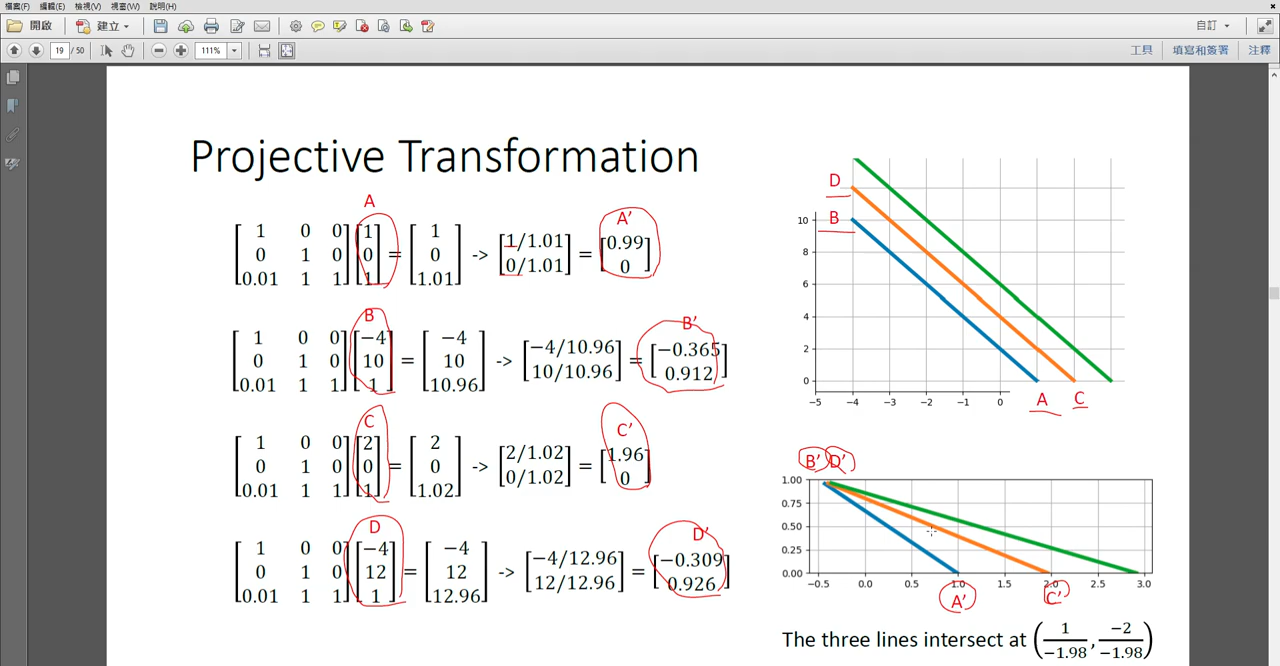 檔案(F) 編輯(E) 檢視(V) 視窗(W) 說明(H)
開啟 建立 自訂
19 / 50 111% 工具 填寫和簽署 注釋
Projective Transformation
A
[1 0 0; 0 1 0; 0.01 1 1] [1; 0; 1] = [1; 0; 1.01] -> [1/1.01; 0/1.01] = [0.99; 0]
A'
B
[1 0 0; 0 1 0; 0.01 1 1] [−4; 10; 1] = [−4; 10; 10.96] -> [−4/10.96; 10/10.96] = [−0.365; 0.912]
B'
C
[1 0 0; 0 1 0; 0.01 1 1] [2; 0; 1] = [2; 0; 1.02] -> [2/1.02; 0/1.02] = [1.96; 0]
C'
D
[1 0 0; 0 1 0; 0.01 1 1] [−4; 12; 1] = [−4; 12; 12.96] -> [−4/12.96; 12/12.96] = [−0.309; 0.926]
D'
D
B
10
8
6
4
2
0
−5 −4 −3 −2 −1 0
A C
B' D'
1.00
0.75
0.50
0.25
0.00
−0.5 0.0 0.5 1.0 1.5 2.0 2.5 3.0
A' C'
The three lines intersect at (1/−1.98, −2/−1.98)